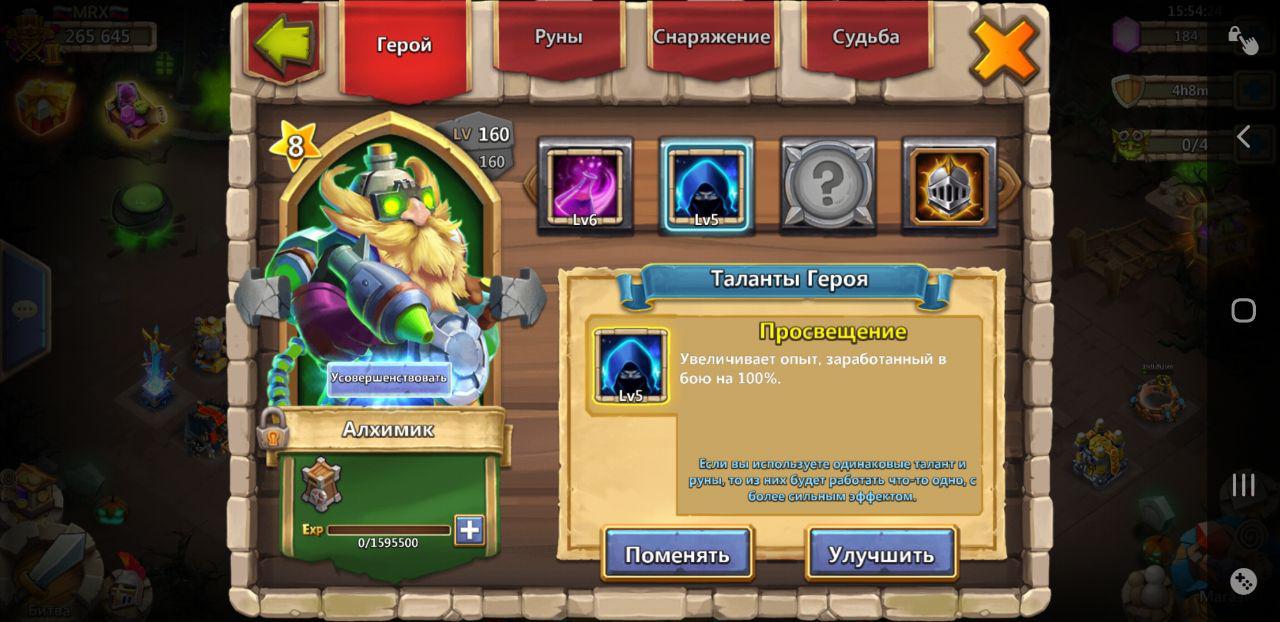 MRX
265 645
15:54:24
184
4h8m
0/4
Герой
Руны
Снаряжение
Судьба
8
LV 160
160
Lv6
Lv5
?
Таланты Героя
Просвещение
Увеличивает опыт, заработанный в
бою на 100%.
Lv5
Если вы используете одинаковые талант и
руны, то из них будет работать что-то одно, с
более сильным эффектом.
Усовершенствовать
Алхимик
Exp
0/1595500
Поменять
Улучшить
Битва